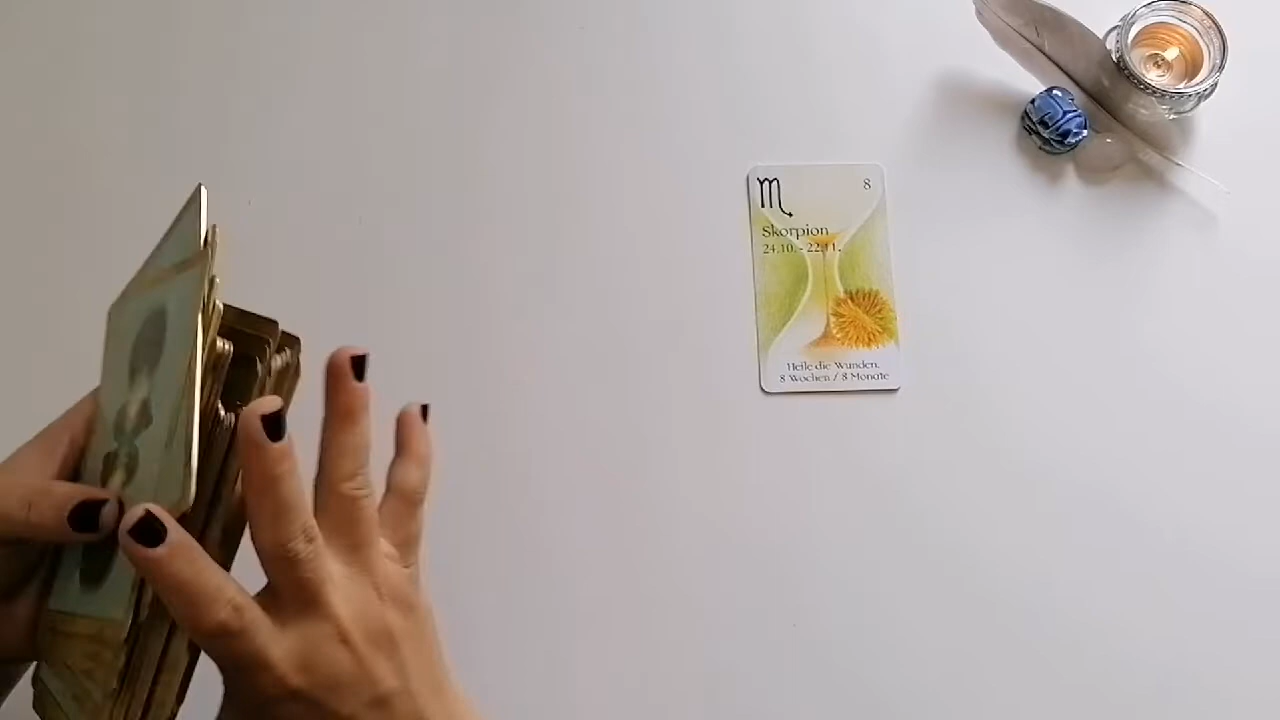 8
Skorpion
24.10. - 22.11.
Heile die Wunden.
8 Wochen / 8 Monate